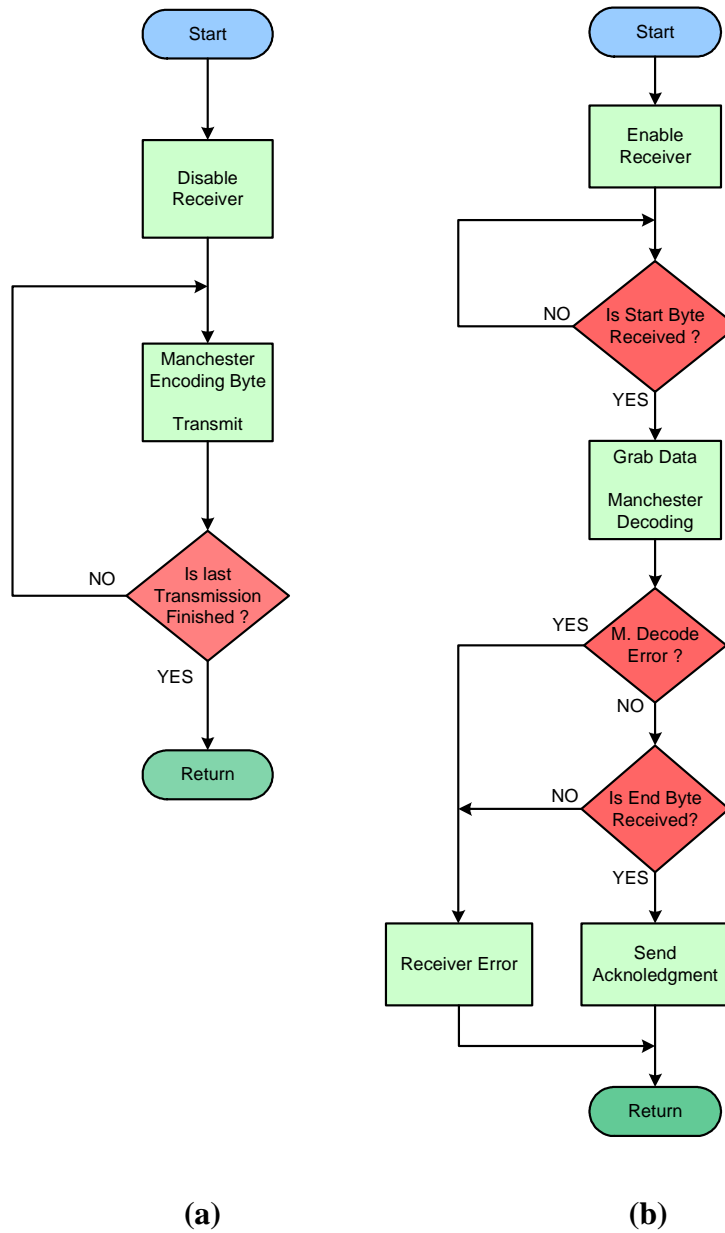 Start
Disable
Receiver
Manchester
Encoding Byte
Transmit
NO
Is last
Transmission
Finished ?
YES
Return
(a)
Start
Enable
Receiver
NO
Is Start Byte
Received ?
YES
Grab Data
Manchester
Decoding
YES
M. Decode
Error ?
NO
NO
Is End Byte
Received?
YES
Receiver Error
Send
Acknoledgment
Return
(b)